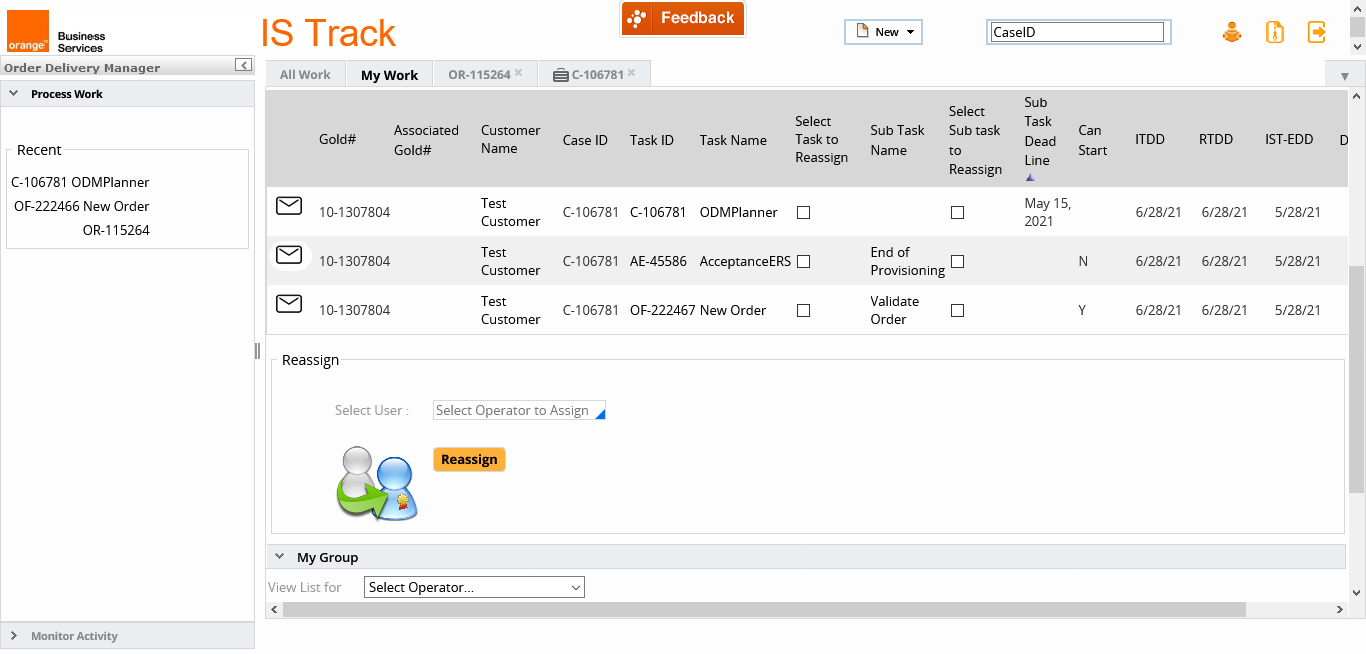 orange™
Business
Services
IS Track
Feedback
New
CaseID
Order Delivery Manager
All Work
My Work
OR-115264
C-106781
Process Work
Recent
C-106781 ODMPlanner
OF-222466 New Order
OR-115264
Gold#
Associated
Gold#
Customer
Name
Case ID
Task ID
Task Name
Select
Task to
Reassign
Sub Task
Name
Select
Sub task
to
Reassign
Sub
Task
Dead
Line
Can
Start
ITDD
RTDD
IST-EDD
D
10-1307804 Test Customer C-106781 C-106781 ODMPlanner May 15, 2021 6/28/21 6/28/21 5/28/21
10-1307804 Test Customer C-106781 AE-45586 AcceptanceERS End of Provisioning N 6/28/21 6/28/21 5/28/21
10-1307804 Test Customer C-106781 OF-222467 New Order Validate Order Y 6/28/21 6/28/21 5/28/21
Reassign
Select User :
Select Operator to Assign
Reassign
My Group
View List for
Select Operator...
Monitor Activity